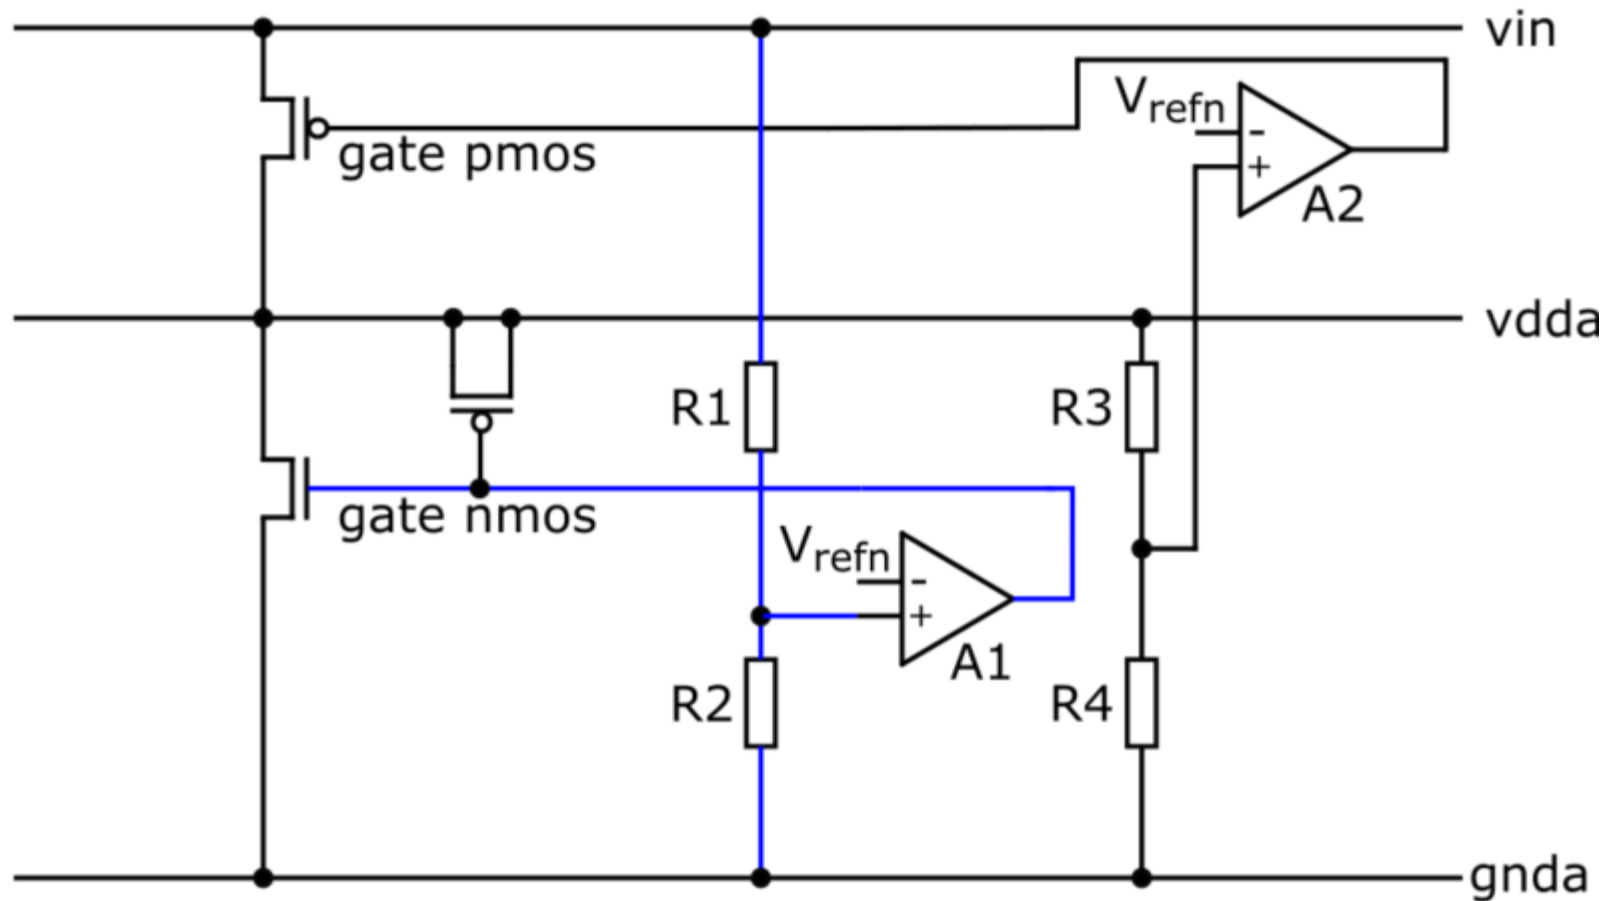 vin
Vrefn
-
+
A2
gate pmos
vdda
R1
R3
gate nmos
Vrefn
-
+
A1
R2
R4
gnda